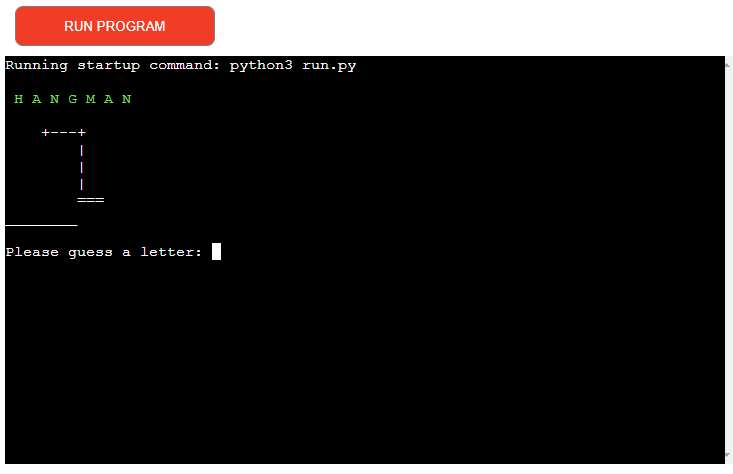 RUN PROGRAM
Running startup command: python3 run.py
H A N G M A N
+---+
|
|
|
===
________
Please guess a letter: